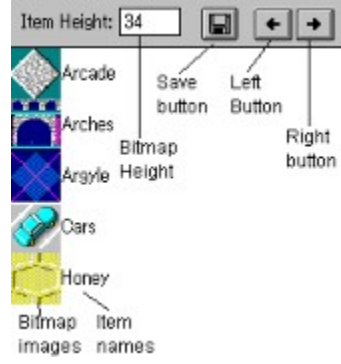 Item Height: 34
Arcade
Save button
Left Button
Arches
Bitmap Height
Right button
Argyle
Cars
Honey
Bitmap images
Item names